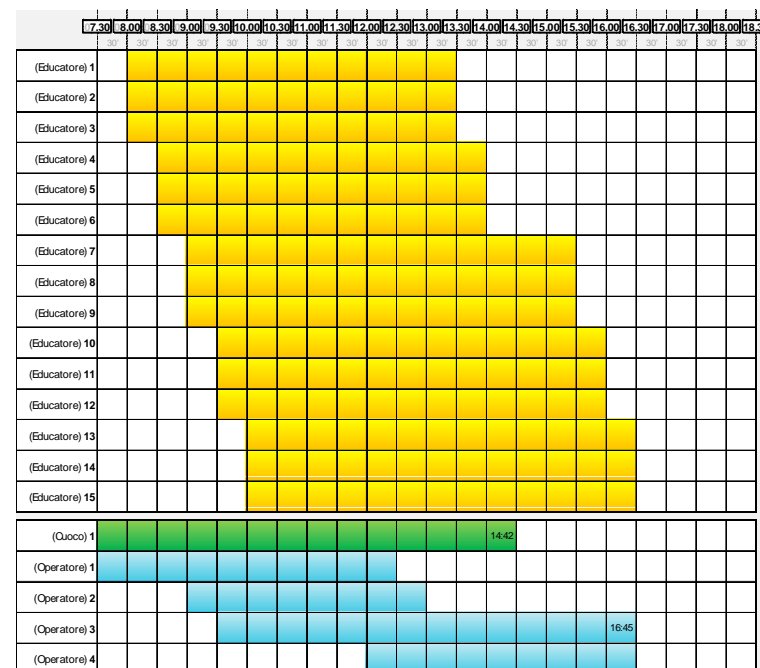 7.30 8.00 8.30 9.00 9.30 10.00 10.30 11.00 11.30 12.00 12.30 13.00 13.30 14.00 14.30 15.00 15.30 16.00 16.30 17.00 17.30 18.00 18.3
30' 30' 30' 30' 30' 30' 30' 30' 30' 30' 30' 30' 30' 30' 30' 30' 30' 30' 30' 30' 30' 30'
(Educatore) 1
(Educatore) 2
(Educatore) 3
(Educatore) 4
(Educatore) 5
(Educatore) 6
(Educatore) 7
(Educatore) 8
(Educatore) 9
(Educatore) 10
(Educatore) 11
(Educatore) 12
(Educatore) 13
(Educatore) 14
(Educatore) 15
(Cuoco) 1 14:42
(Operatore) 1
(Operatore) 2
(Operatore) 3 16:45
(Operatore) 4